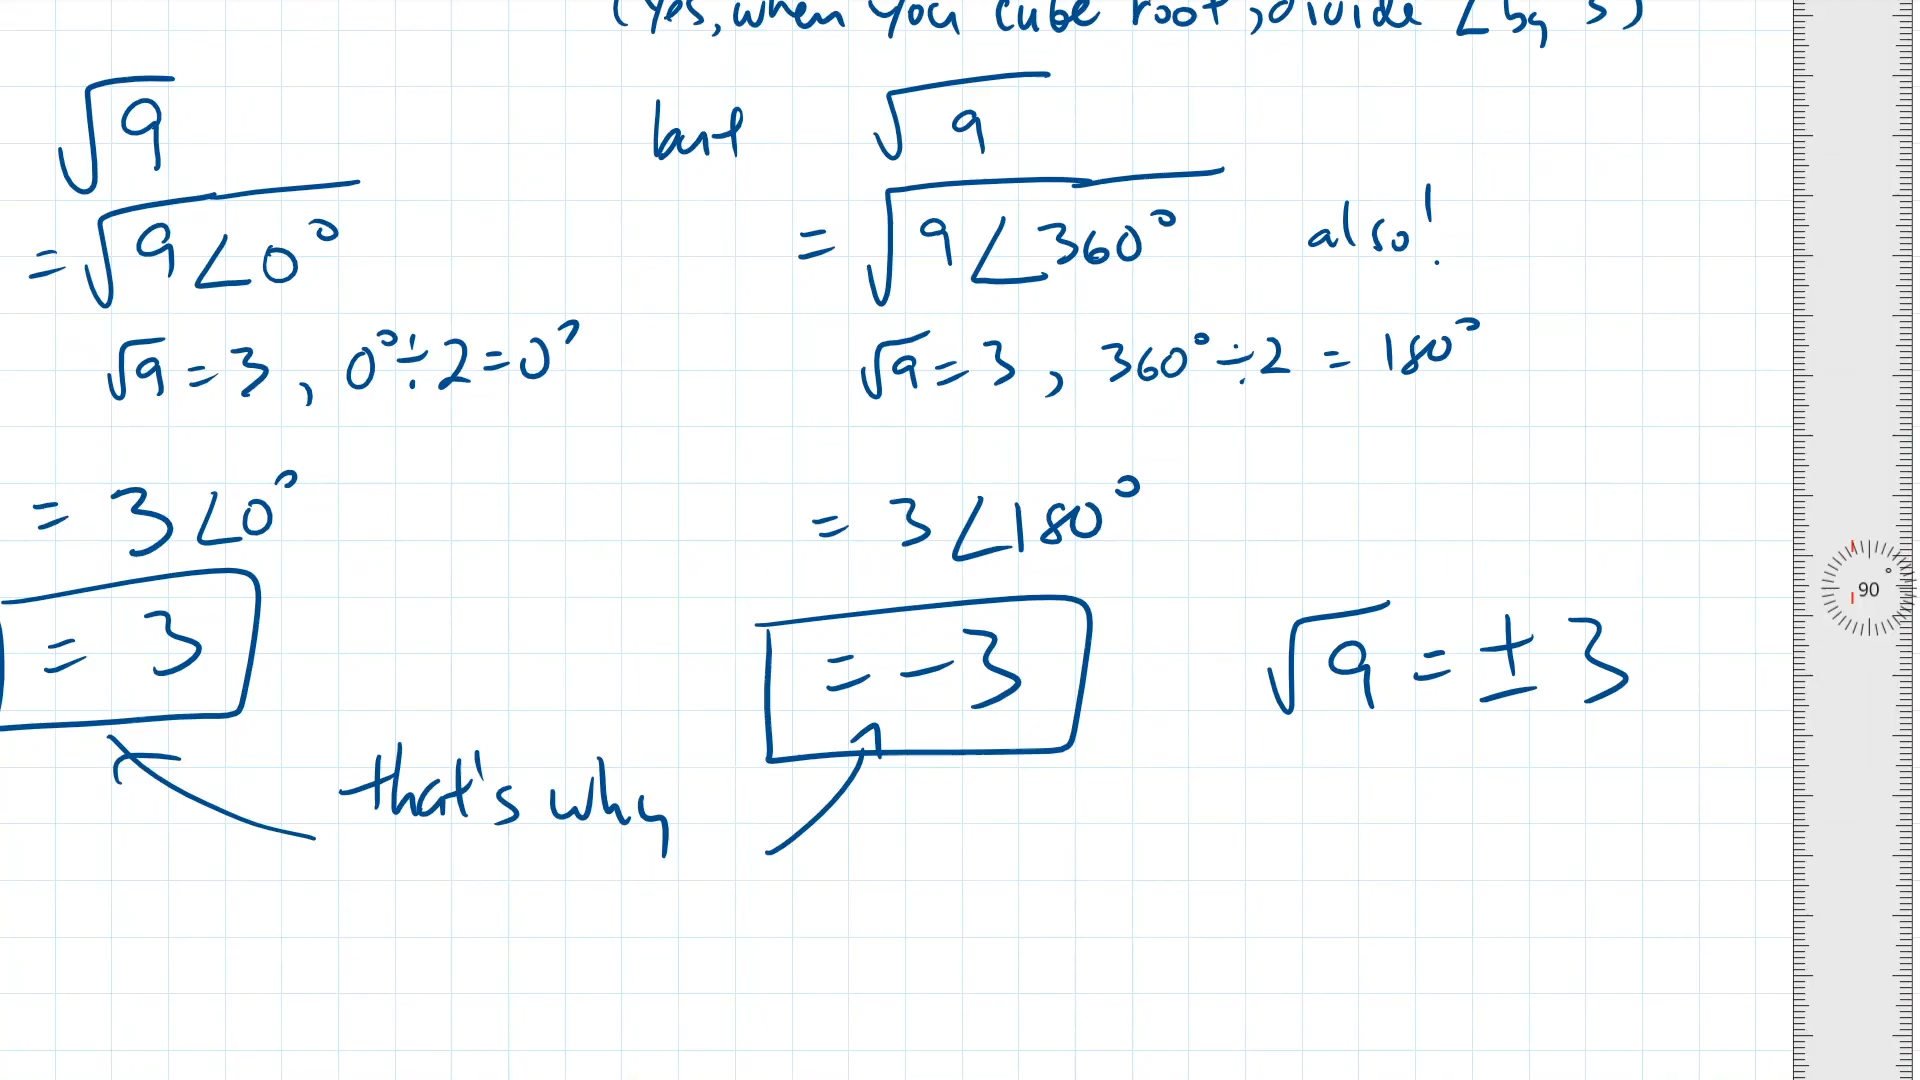 (Yes, when you cube root, divide ∠ by 3)
√9 but √9
= √9∠0° = √9∠360° also!
√9 = 3, 0° ÷ 2 = 0° √9 = 3, 360° ÷ 2 = 180°
= 3∠0° = 3∠180°
= 3 = -3 √9 = ± 3
that's why
90°